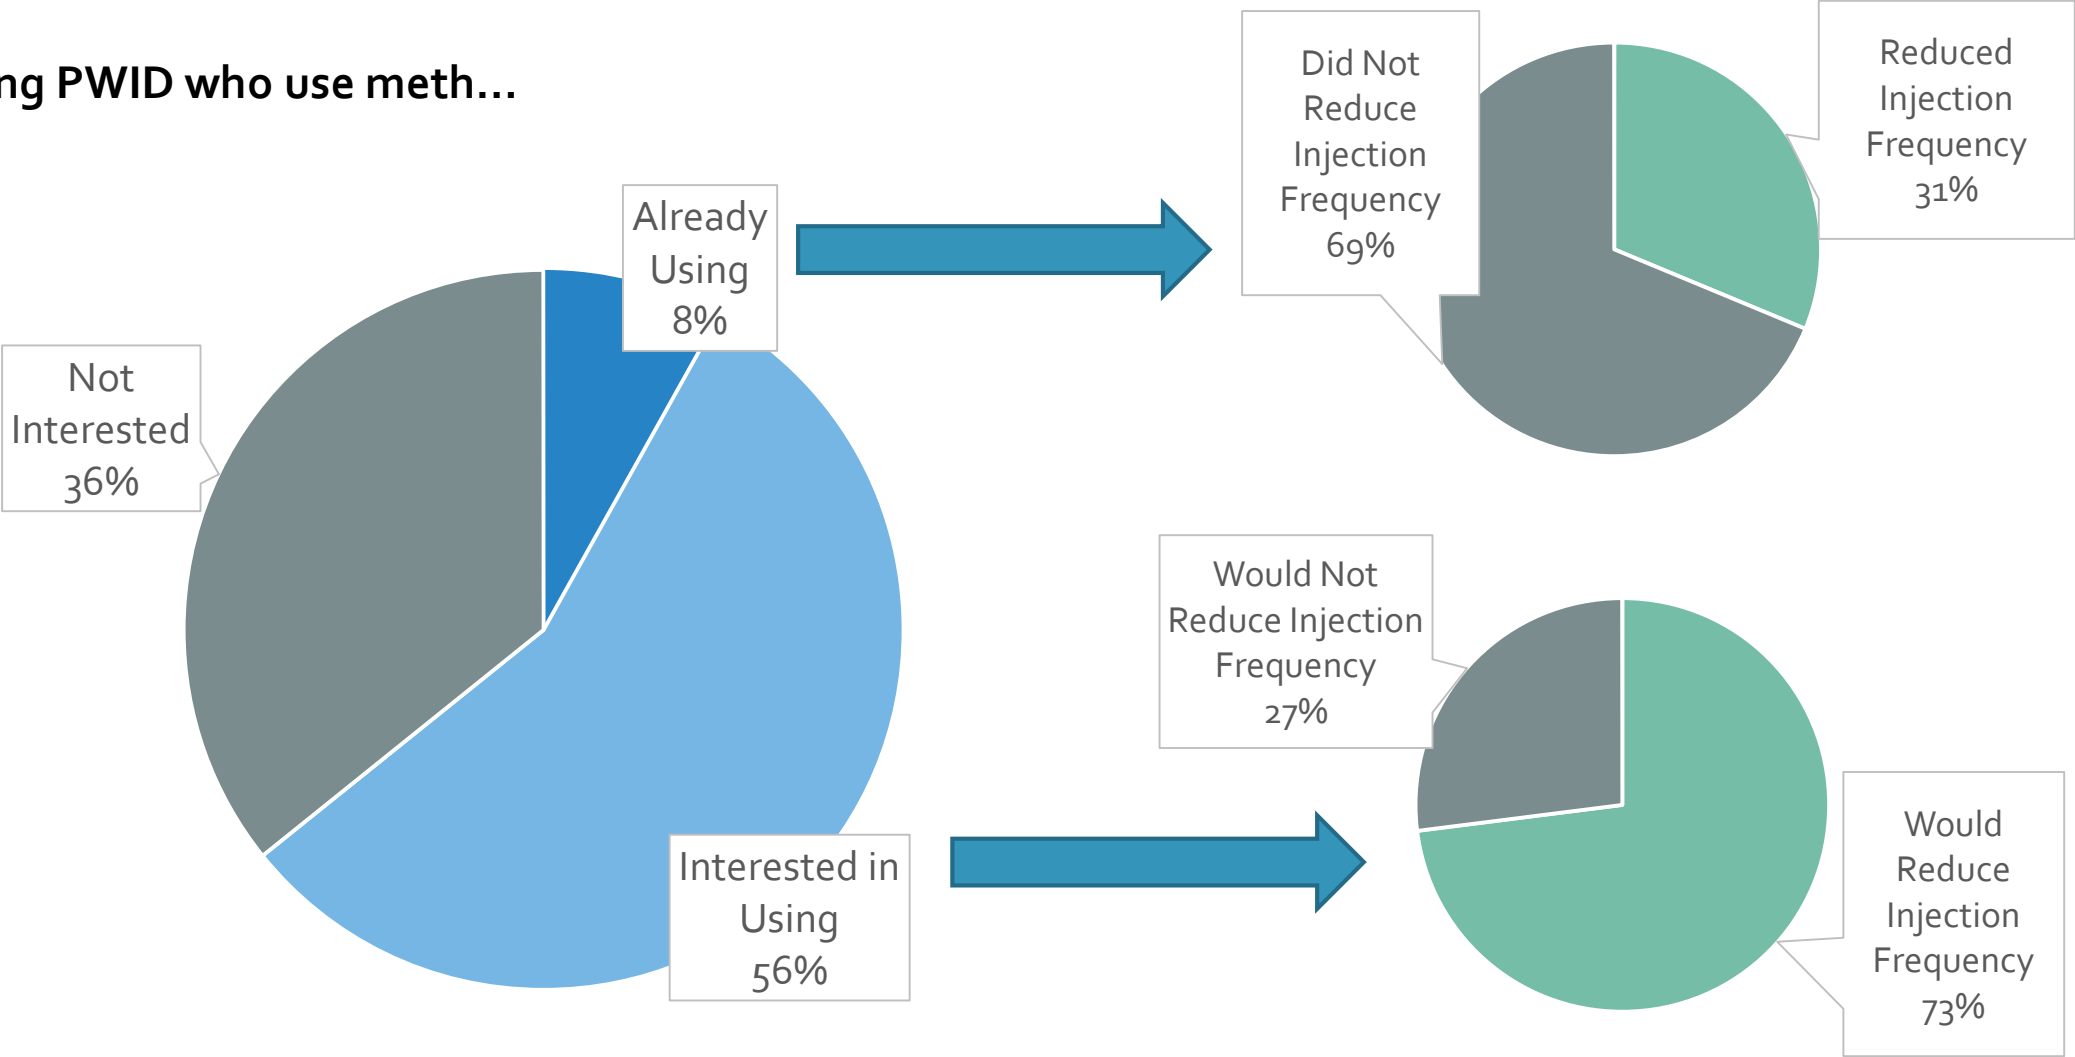 ng PWID who use meth...
Already
Using
8%
Not
Interested
36%
Interested in
Using
56%
Did Not
Reduce
Injection
Frequency
69%
Reduced
Injection
Frequency
31%
Would Not
Reduce Injection
Frequency
27%
Would
Reduce
Injection
Frequency
73%